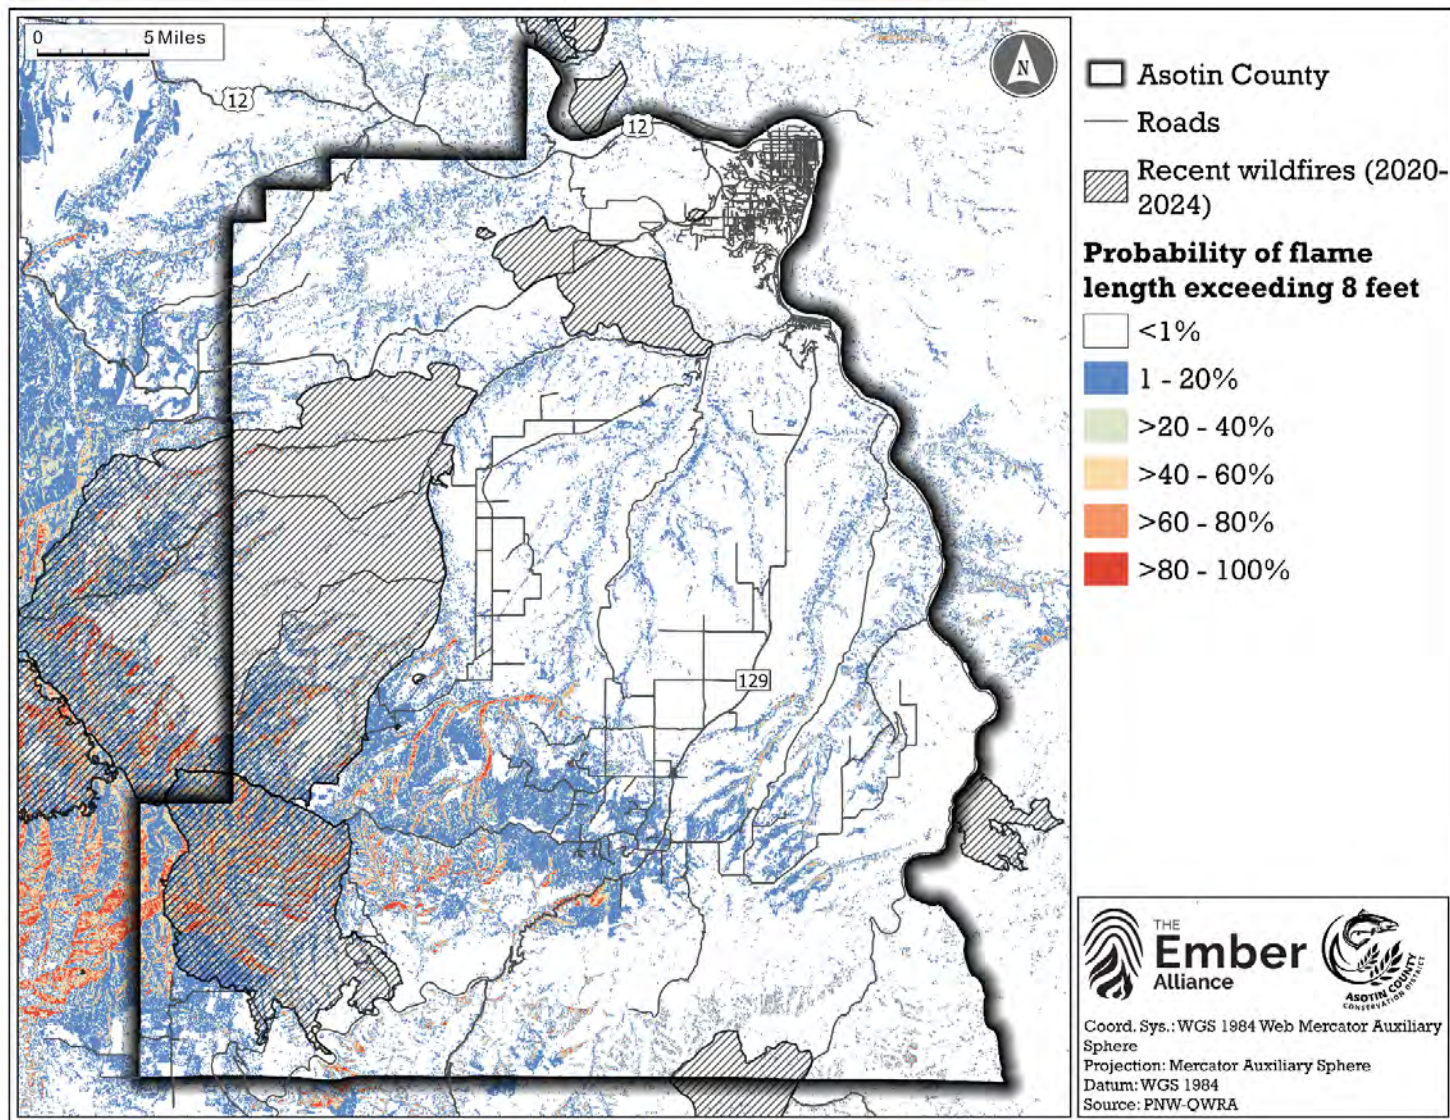 0 5 Miles
N
12
12
129
Asotin County
Roads
Recent wildfires (2020-
2024)
Probability of flame
length exceeding 8 feet
<1%
1 - 20%
>20 - 40%
>40 - 60%
>60 - 80%
>80 - 100%
THE
Ember
Alliance
ASOTIN COUNTY
CONSERVATION DISTRICT
Coord. Sys.: WGS 1984 Web Mercator Auxiliary
Sphere
Projection: Mercator Auxiliary Sphere
Datum: WGS 1984
Source: PNW-QWRA